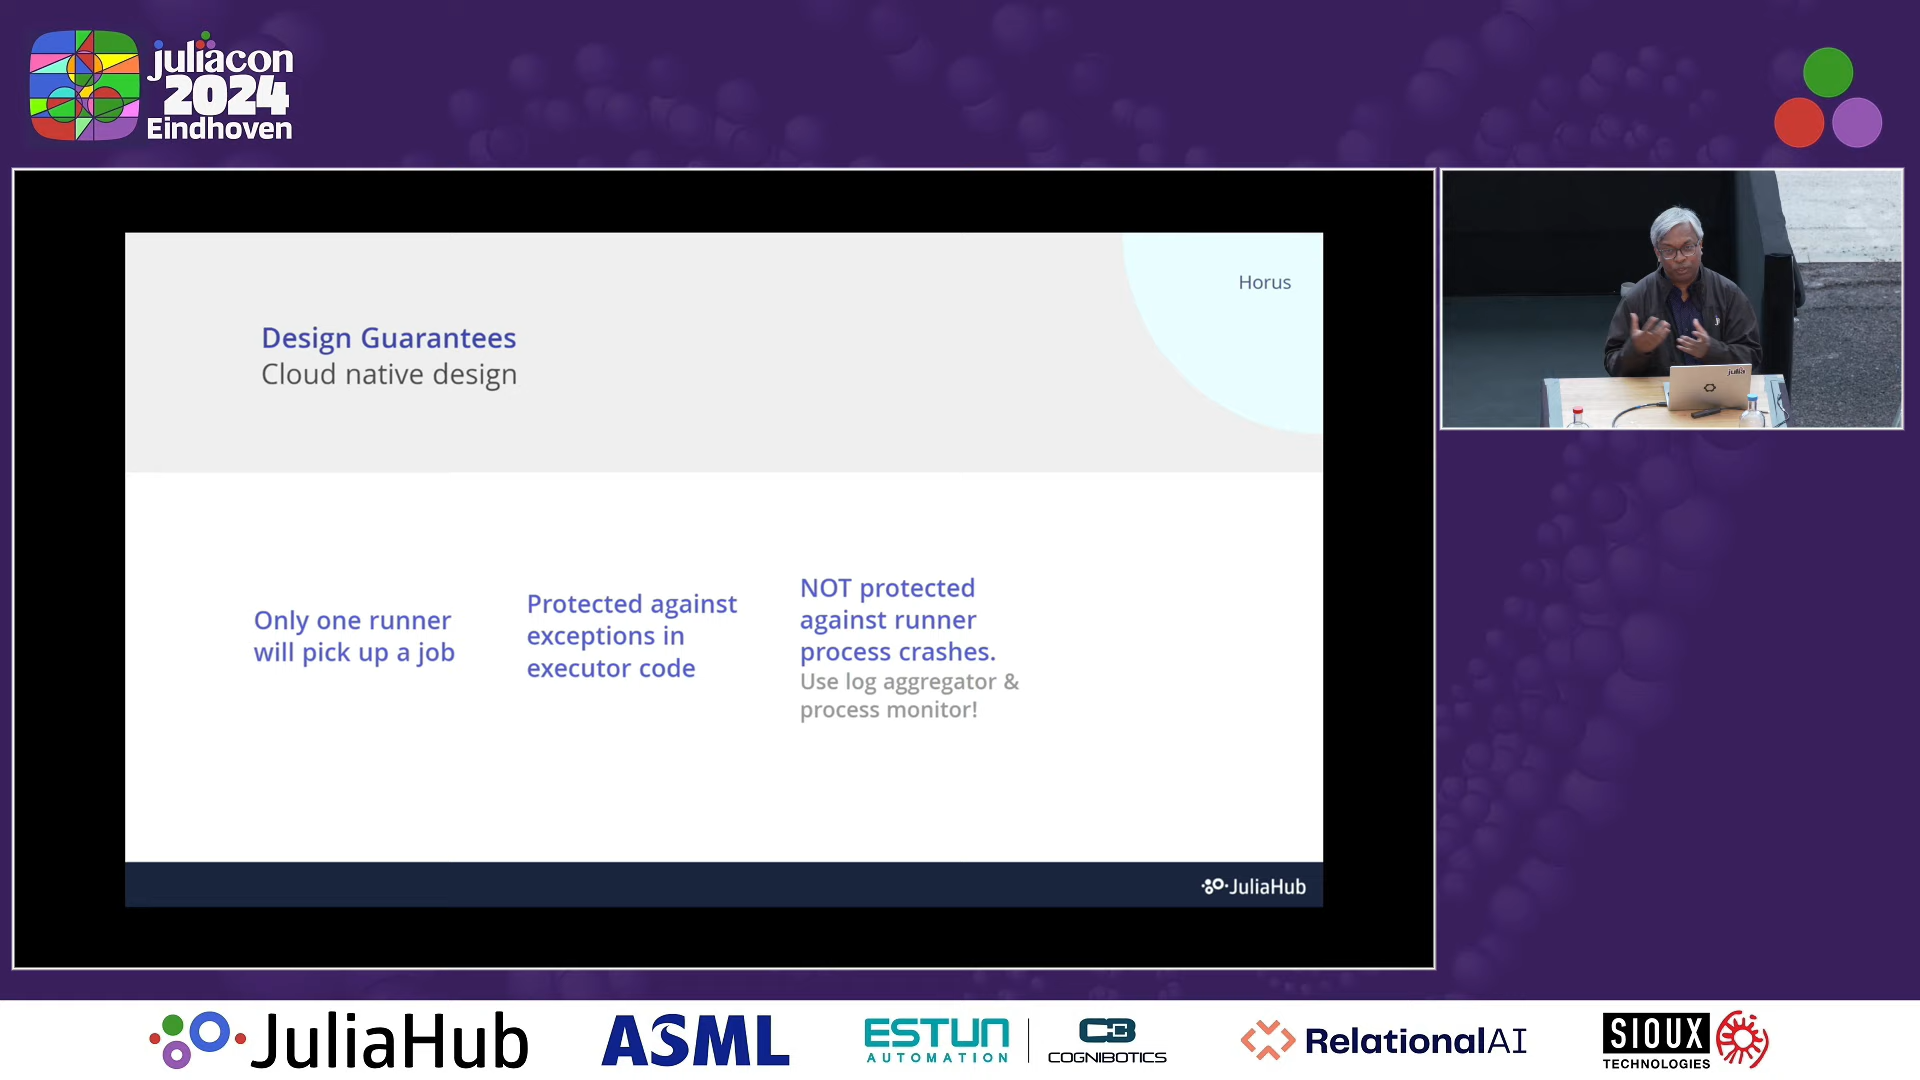 juliacon
2024
Eindhoven
Horus
Design Guarantees
Cloud native design
Only one runner
will pick up a job
Protected against
exceptions in
executor code
NOT protected
against runner
process crashes.
Use log aggregator &
process monitor!
JuliaHub
julia
JuliaHub
ASML
ESTUN
AUTOMATION
COGNIBOTICS
RelationalAI
SIOUX
TECHNOLOGIES